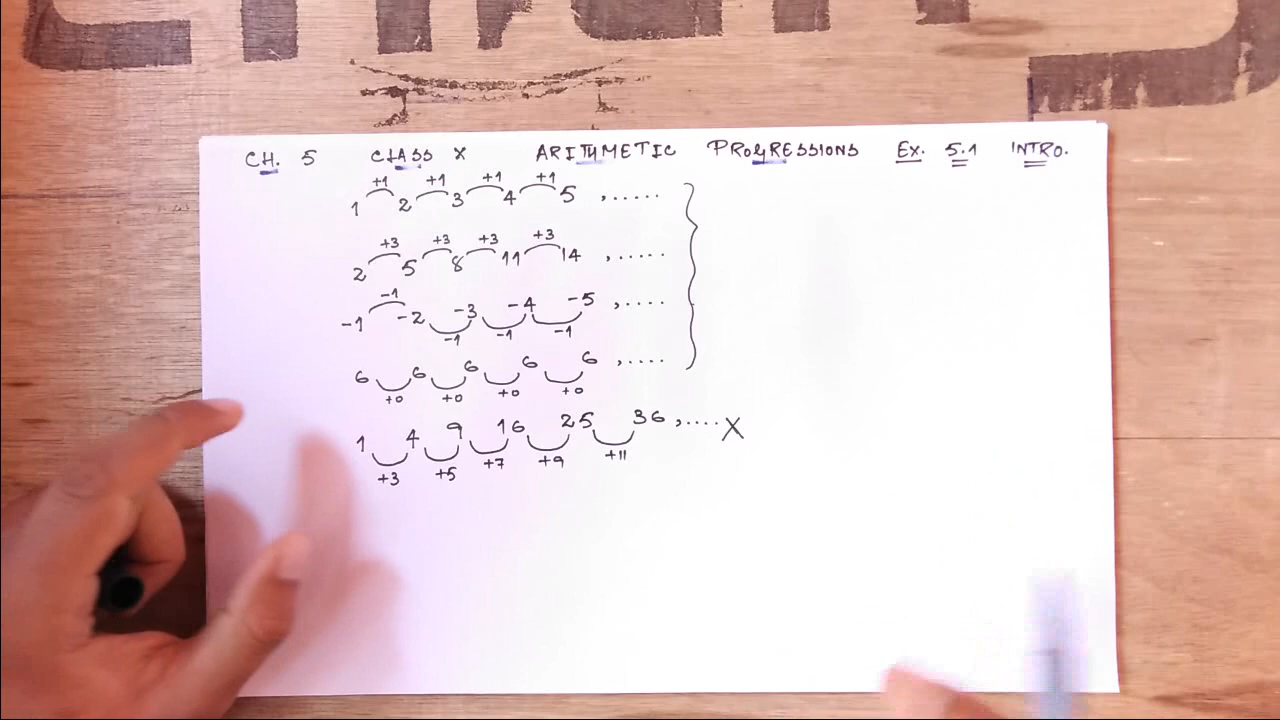 CH. 5 CLASS X ARITHMETIC PROGRESSIONS Ex. 5.1 INTRO.
+1 +1 +1 +1
1 2 3 4 5 , .....
+3 +3 +3 +3
2 5 8 11 14 , .....
-1
-1 -2 -3 -4 -5 , ....
-1 -1 -1
6 6 6 6 6 , ....
+0 +0 +0 +0
1 4 9 16 25 36 , .... X
+3 +5 +7 +9 +11